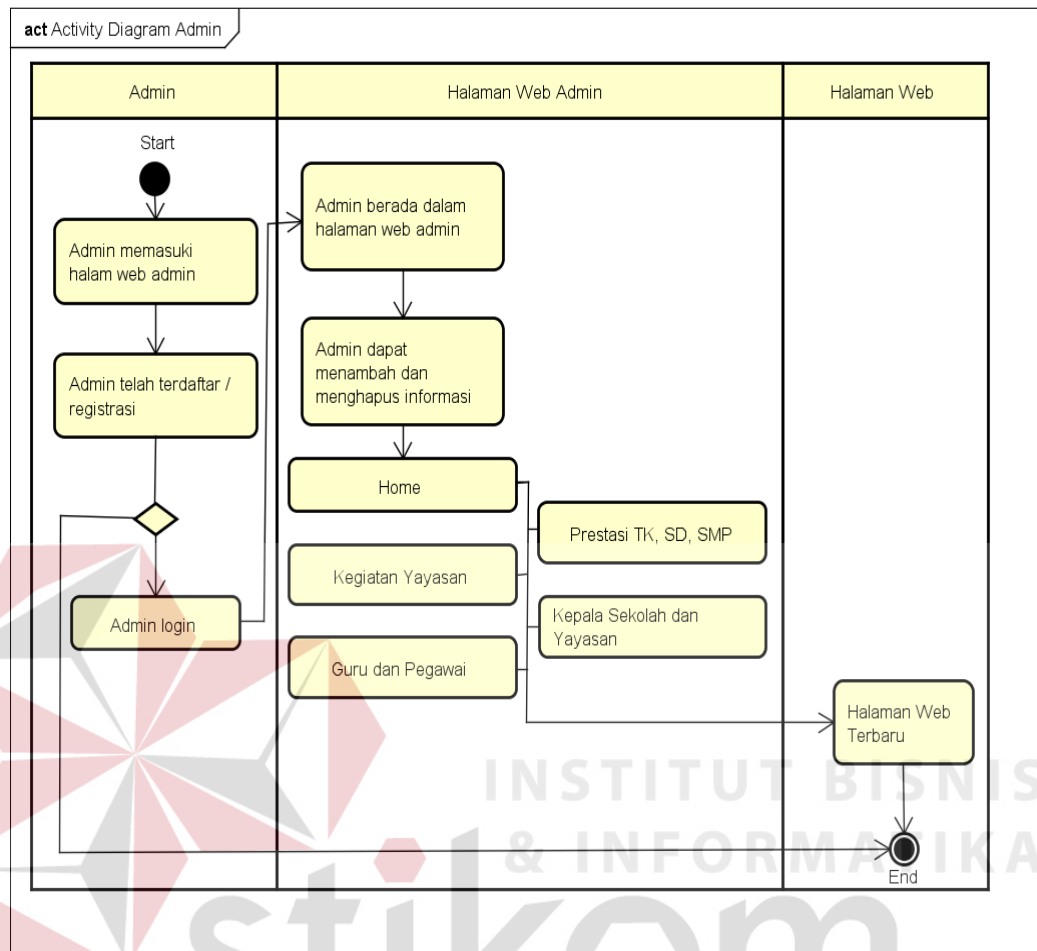 act Activity Diagram Admin
Admin
Halaman Web Admin
Halaman Web
Start
Admin memasuki
halam web admin
Admin telah terdaftar /
registrasi
Admin login
Admin berada dalam
halaman web admin
Admin dapat
menambah dan
menghapus informasi
Home
Prestasi TK, SD, SMP
Kegiatan Yayasan
Kepala Sekolah dan
Yayasan
Guru dan Pegawai
Halaman Web
Terbaru
End
INSTITUT BISNIS
& INFORMATIKA
stikom